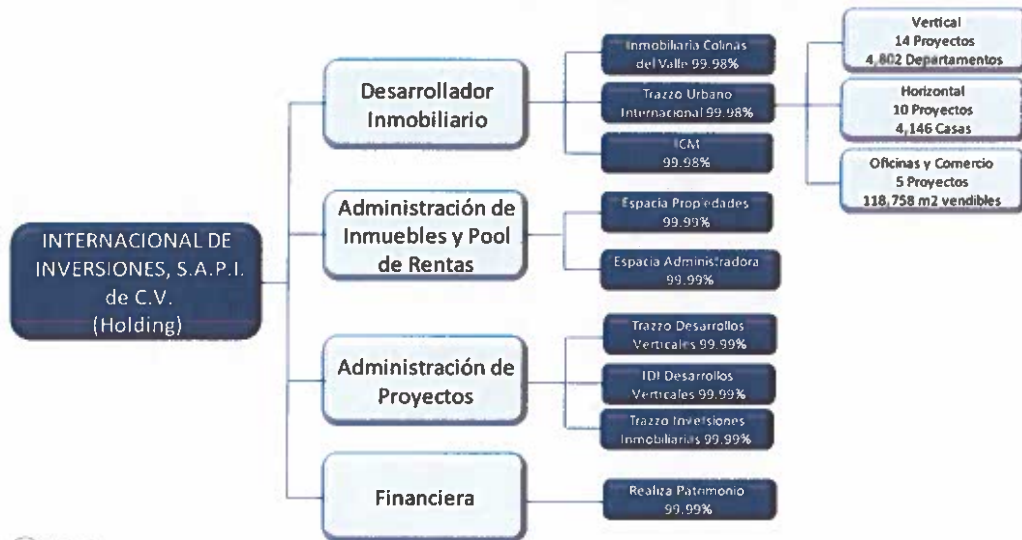 INTERNACIONAL DE
INVERSIONES, S.A.P.I.
de C.V.
(Holding)
Desarrollador
Inmobiliario
Inmobiliaria Colinas
del Valle 99.98%
Trazzo Urbano
Internacional 99.98%
ICM
99.98%
Vertical
14 Proyectos
4,802 Departamentos
Horizontal
10 Proyectos
4,146 Casas
Oficinas y Comercio
5 Proyectos
118,758 m2 vendibles
Administración de
Inmuebles y Pool
de Rentas
Espacia Propiedades
99.99%
Espacia Administradora
99.99%
Administración de
Proyectos
Trazzo Desarrollos
Verticales 99.99%
IDI Desarrollos
Verticales 99.99%
Trazzo Inversiones
Inmobiliarias 99.99%
Financiera
Realiza Patrimonio
99.99%